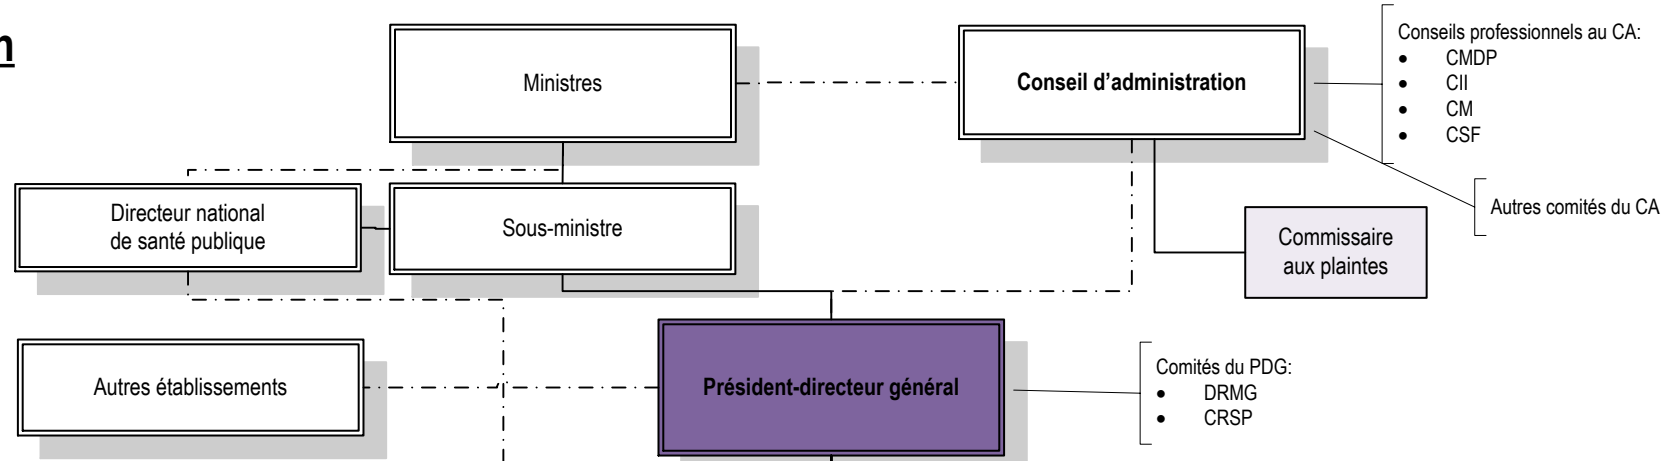 Ministres
Conseil d'administration
Conseils professionnels au CA:
• CMDP
• CII
• CM
• CSF
Directeur national
de santé publique
Sous-ministre
Autres comités du CA
Commissaire
aux plaintes
Autres établissements
Président-directeur général
Comités du PDG:
• DRMG
• CRSP